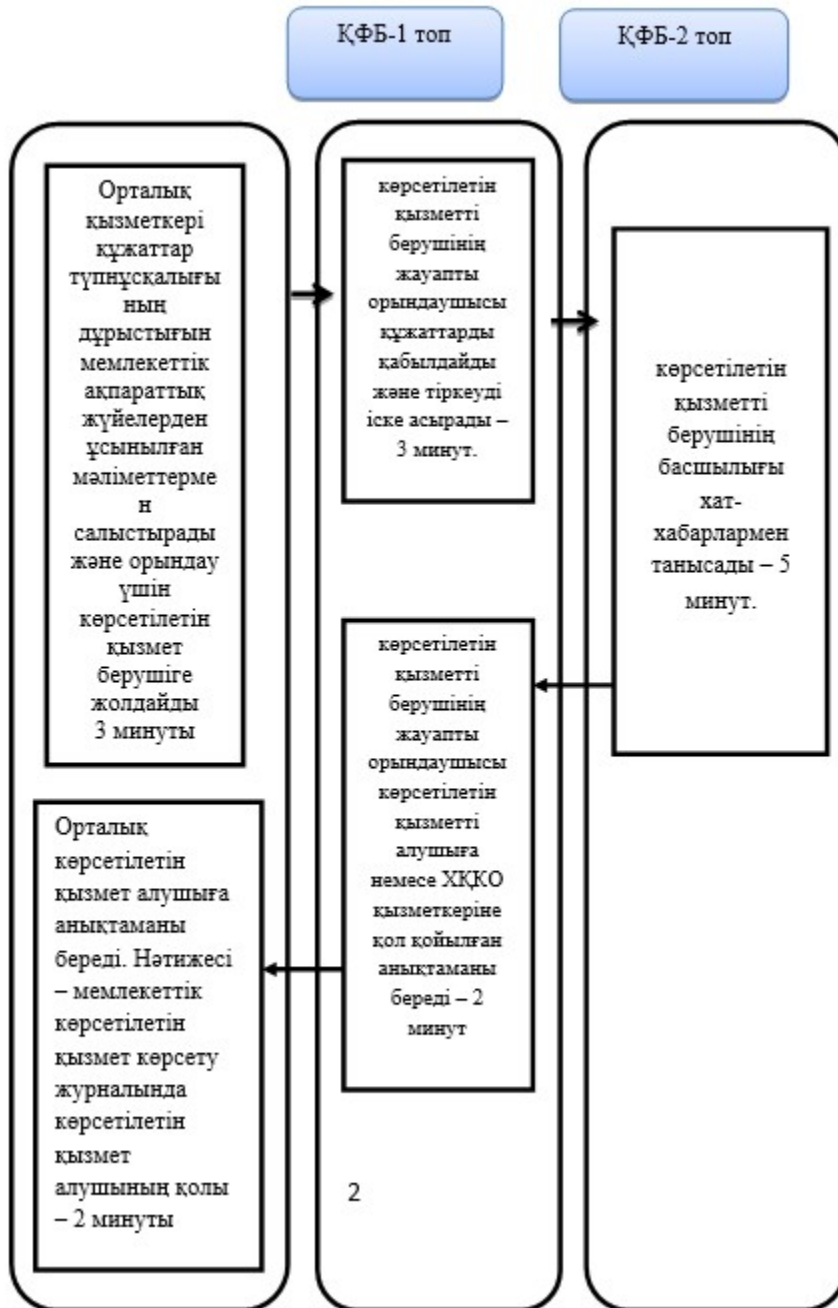 ҚФБ-1 топ
ҚФБ-2 топ
Орталық
қызметкері
құжаттар
түпнұсқалығы
ның
дұрыстығын
мемлекеттік
ақпараттық
жүйелерден
ұсынылған
мәліметтерме
н
салыстырады
және орындау
үшін
көрсетілетін
қызмет
берушіге
жолдайды
3 минуты
көрсетілетін
қызметті
берушінің
жауапты
орындаушысы
құжаттарды
қабылдайды
және тіркеуді
іске асырады –
3 минут.
көрсетілетін
қызметті
берушінің
басшылығы
хат-
хабарлармен
танысады – 5
минут.
көрсетілетін
қызметті
берушінің
жауапты
орындаушысы
көрсетілетін
қызметті
алушыға
немесе ХҚКО
қызметкеріне
қол қойылған
анықтаманы
береді – 2
минут
Орталық
көрсетілетін
қызмет алушыға
анықтаманы
береді. Нәтижесі
– мемлекеттік
көрсетілетін
қызмет көрсету
журналында
көрсетілетін
қызмет
алушының қолы
– 2 минуты
2